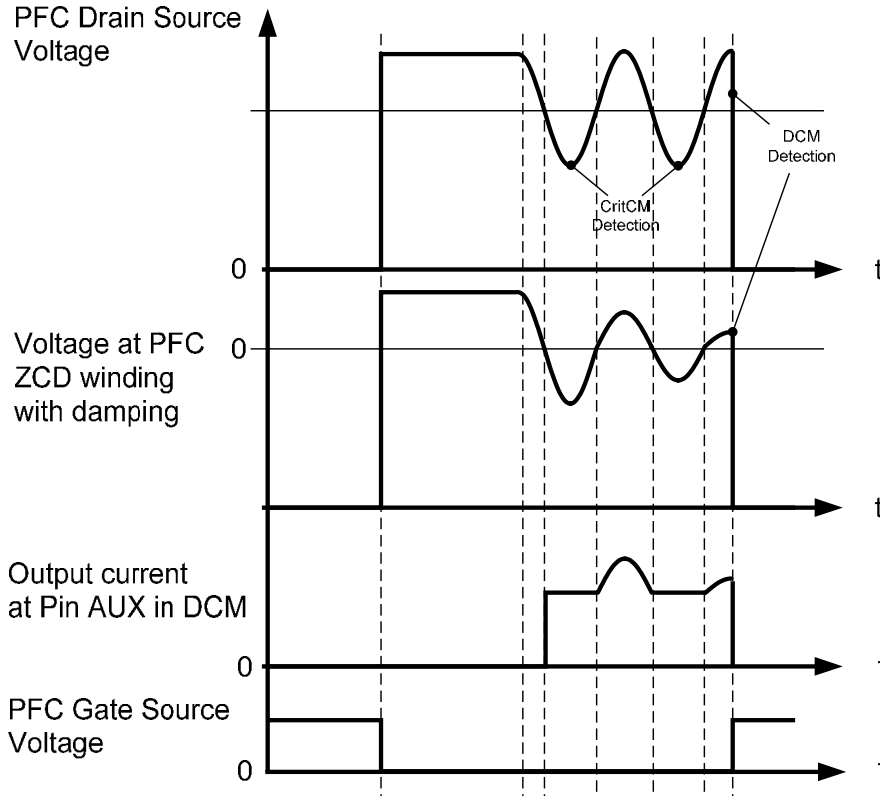 PFC Drain Source
Voltage
DCM
Detection
CritCM
Detection
0
t
Voltage at PFC
0
ZCD winding
with damping
t
Output current
at Pin AUX in DCM
0
PFC Gate Source
Voltage
0